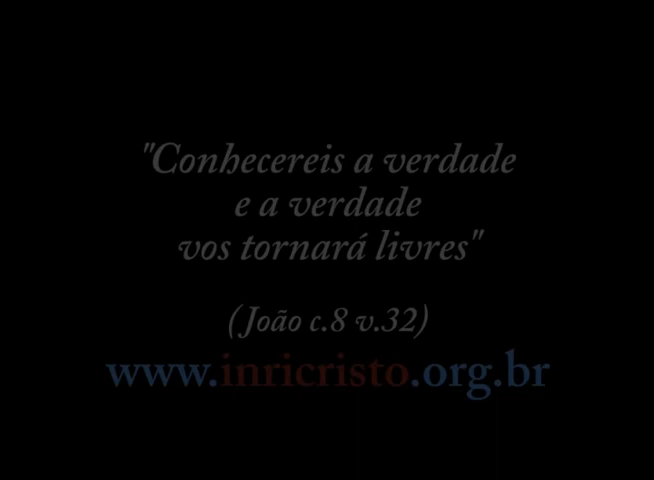 "Conhecereis a verdade
e a verdade
vos tornará livres"
(João c.8 v.32)
www.inricristo.org.br